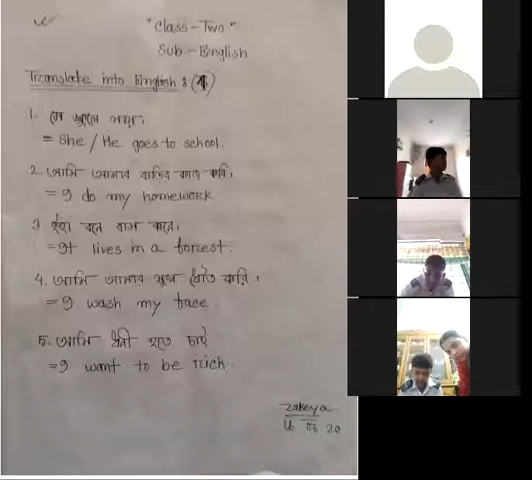 "Class-Two"
Sub-English
Translate into English :
1. সে স্কুলে যায়।
= She / He goes to school.
2. আমি আমার বাড়ির কাজ করি।
= I do my homework
3 ইহা বনে বাস করে।
= It lives in a forest.
4. আমি আমার মুখ ধৌত করি।
= I wash my face.
5. আমি ধনী হতে চাই
= I want to be rich.
Zakeya